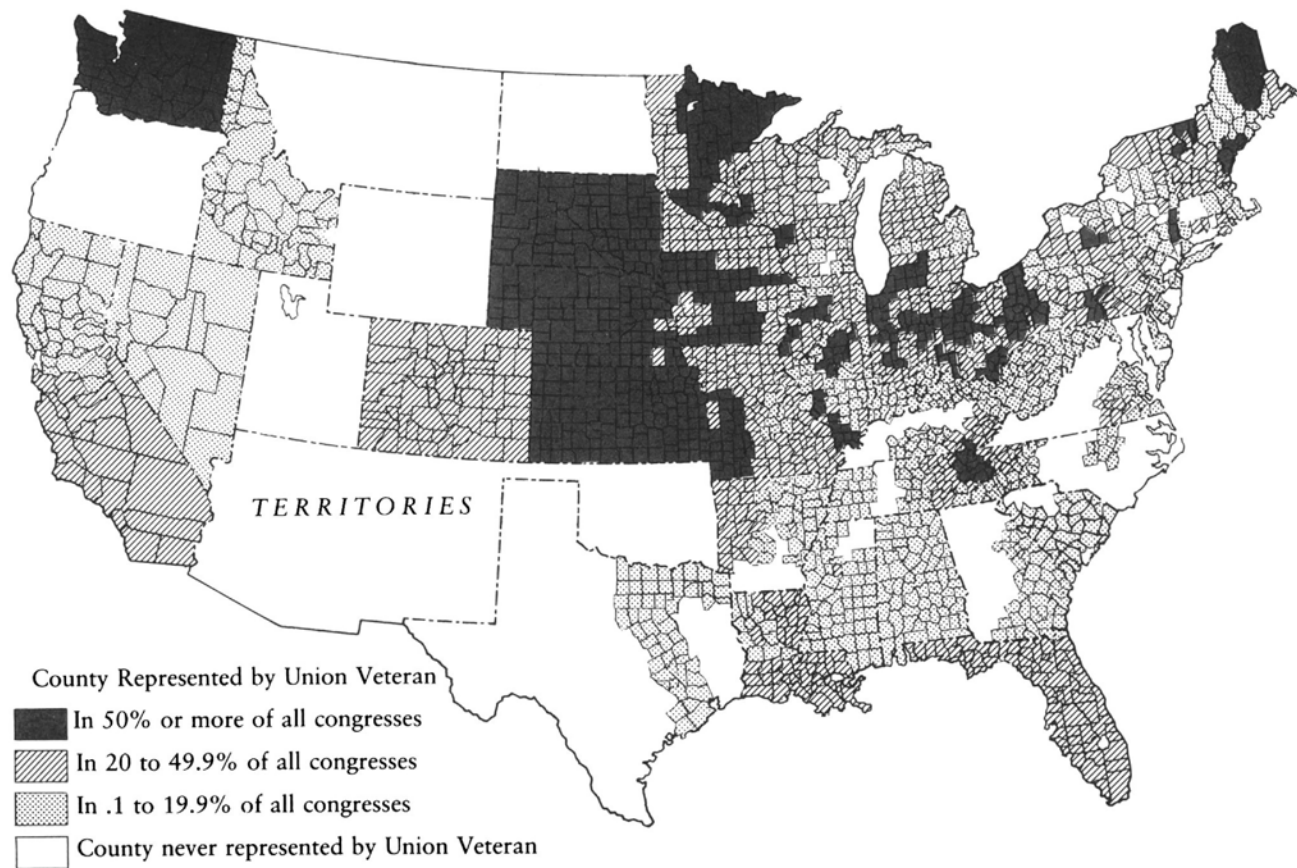 TERRITORIES
County Represented by Union Veteran
In 50% or more of all congresses
In 20 to 49.9% of all congresses
In .1 to 19.9% of all congresses
County never represented by Union Veteran